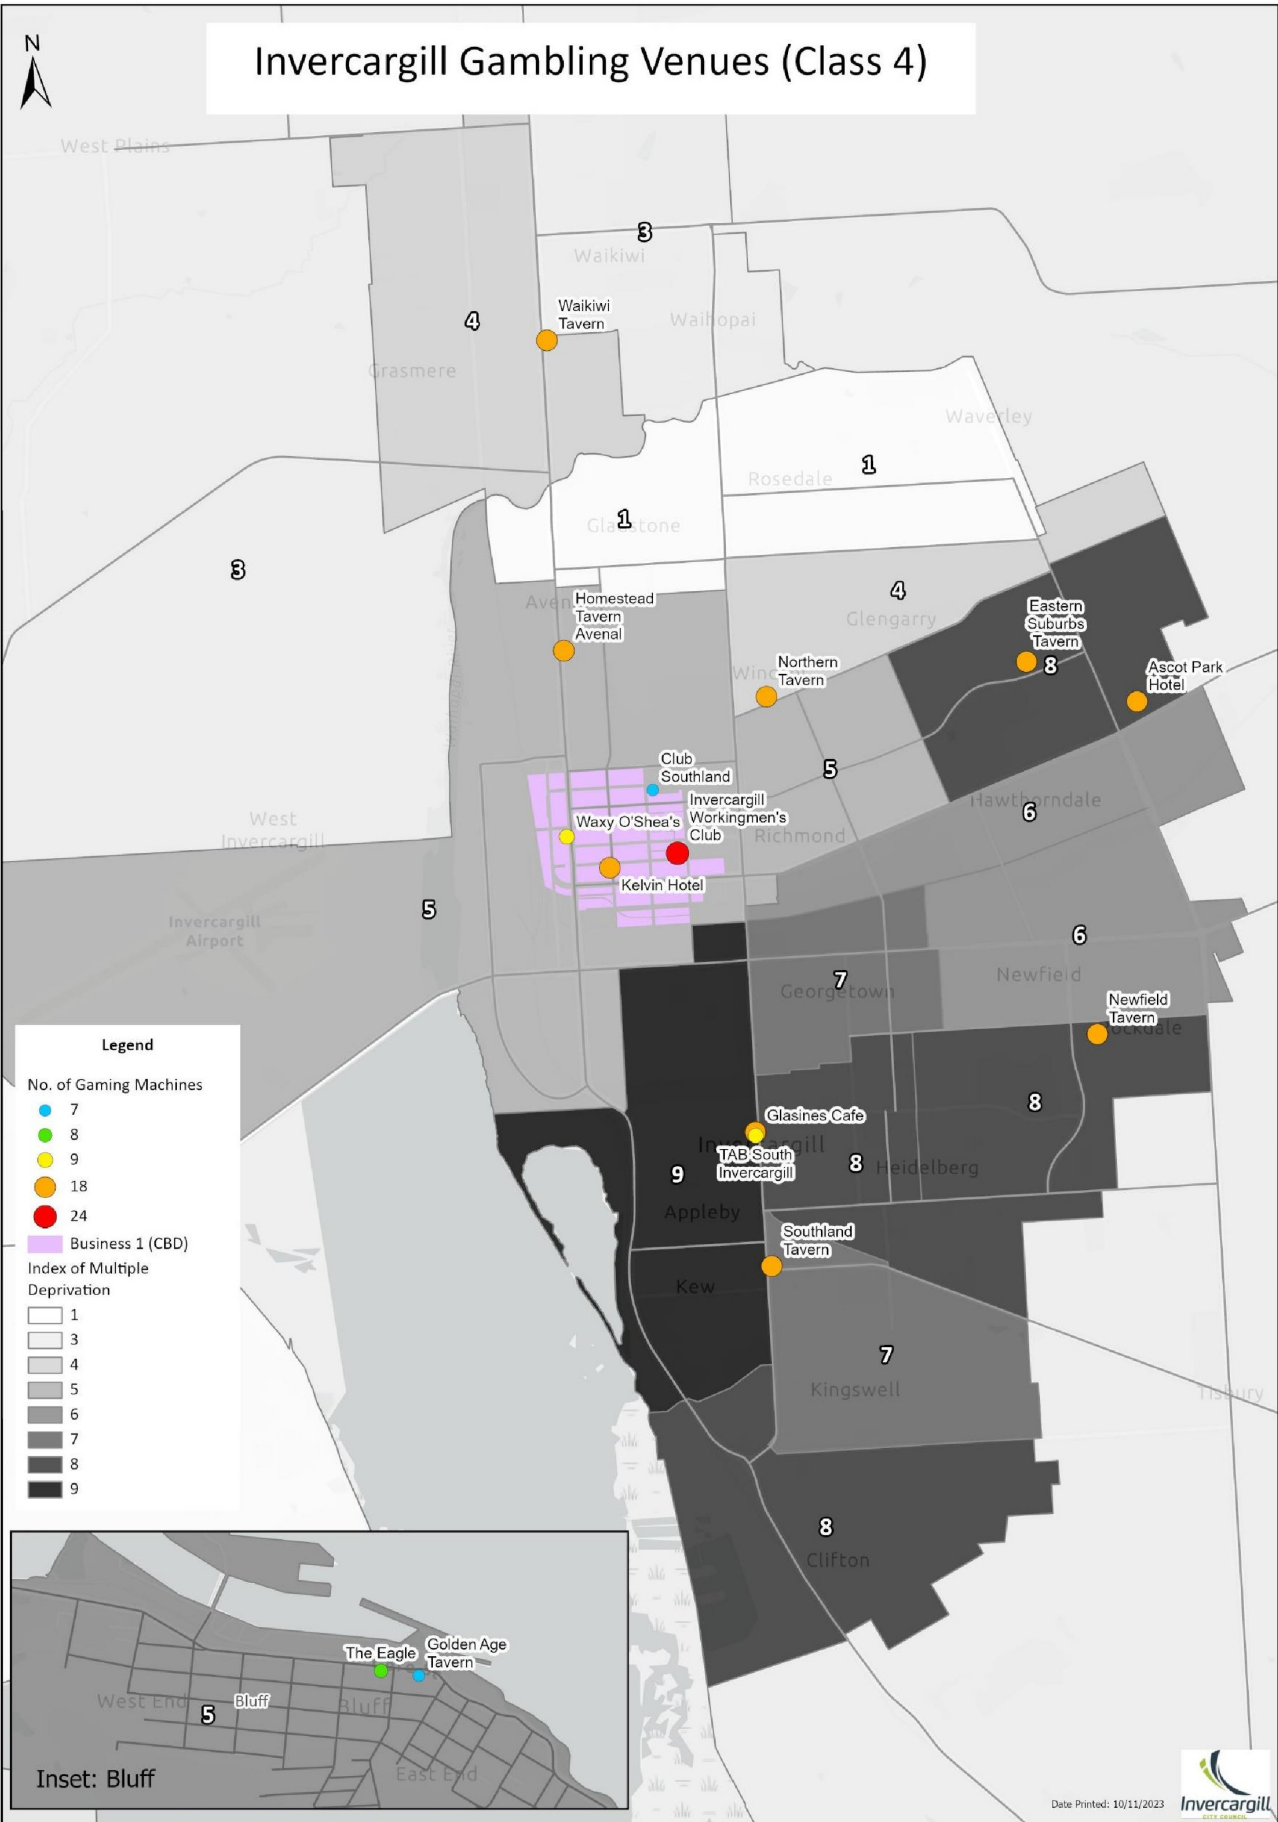 N
Invercargill Gambling Venues (Class 4)
West Plains
3
Waikiwi
Waikiwi
Tavern
Waihopai
4
Grasmere
Waverley
1
Rosedale
1
Gladstone
3
4
Glengarry
Homestead
Tavern
Avenal
Eastern
Suburbs
Tavern
8
Northern
Tavern
Ascot Park
Hotel
Club
Southland
5
Invercargill
Workingmen's
Club
Hawthorndale
6
West
Invercargill
Waxy O'Shea's
Richmond
Kelvin Hotel
5
Invercargill
Airport
6
7
Georgetown
Newfield
Newfield
Tavern
8
Glasines Cafe
Invercargill
TAB South
Invercargill
8
Heidelberg
9
Appleby
Southland
Tavern
Kew
7
Kingswell
Tisbury
8
Clifton
Legend
No. of Gaming Machines
7
8
9
18
24
Business 1 (CBD)
Index of Multiple
Deprivation
1
3
4
5
6
7
8
9
The Eagle
Golden Age
Tavern
West End
5
Bluff
Bluff
East End
Inset: Bluff
Date Printed: 10/11/2023
Invercargill
CITY COUNCIL